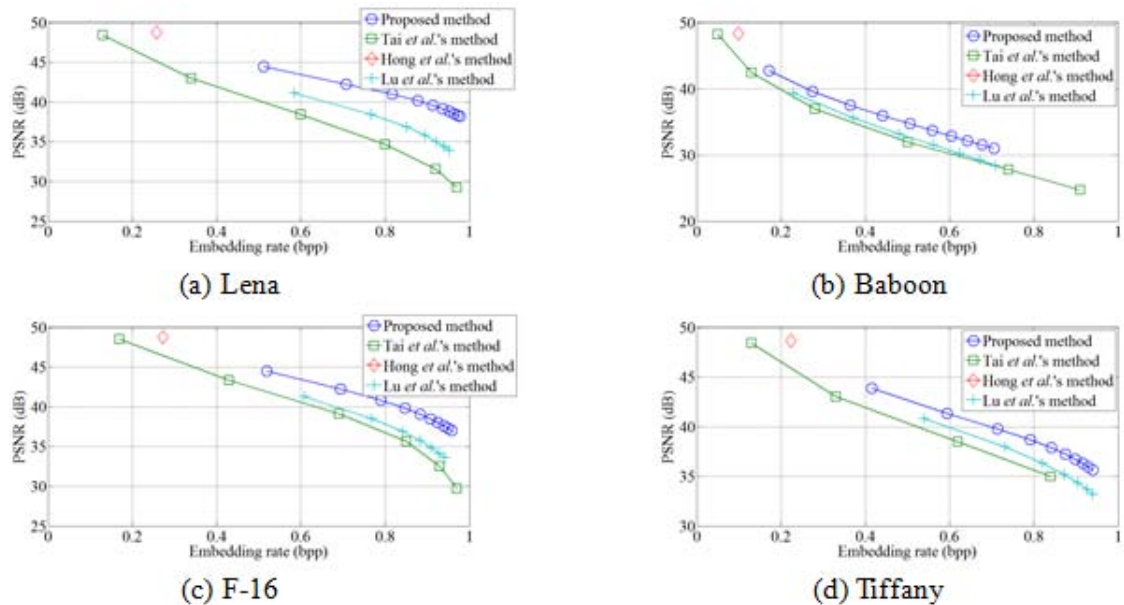 50
45
40
35
30
25
PSNR (dB)
0
0.2
0.4
0.6
0.8
1
Embedding rate (bpp)
Proposed method
Tai et al.'s method
Hong et al.'s method
Lu et al.'s method
(a) Lena
50
40
30
20
PSNR (dB)
0
0.2
0.4
0.6
0.8
1
Embedding rate (bpp)
Proposed method
Tai et al.'s method
Hong et al.'s method
Lu et al.'s method
(b) Baboon
50
45
40
35
30
25
PSNR (dB)
0
0.2
0.4
0.6
0.8
1
Embedding rate (bpp)
Proposed method
Tai et al.'s method
Hong et al.'s method
Lu et al.'s method
(c) F-16
50
45
40
35
30
PSNR (dB)
0
0.2
0.4
0.6
0.8
1
Embedding rate (bpp)
Proposed method
Tai et al.'s method
Hong et al.'s method
Lu et al.'s method
(d) Tiffany